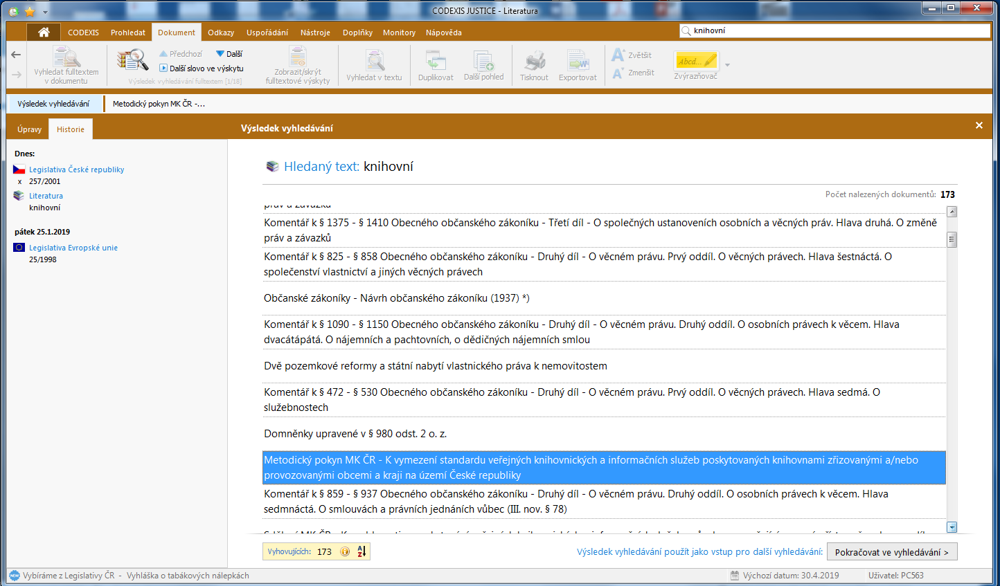 CODEXIS JUSTICE - Literatura
CODEXIS Prohledat Dokument Odkazy Uspořádání Nástroje Doplňky Monitory Nápověda
knihovní
Vyhledat fulltextem
v dokumentu
Předchozí Další
Další slovo ve výskytu
Výsledek vyhledávání fulltextem [1/18]
Zobrazit/skrýt
fulltextové výskyty
Vyhledat v textu
Duplikovat
Další pohled
Tisknout
Exportovat
Zvětšit
Zmenšit
Abcd...
Zvýrazňovač
Výsledek vyhledávání
Metodický pokyn MK ČR -...
Úpravy Historie
Výsledek vyhledávání
Dnes:
Legislativa České republiky
x 257/2001
Literatura
knihovní
pátek 25.1.2019
Legislativa Evropské unie
25/1998
Hledaný text: knihovní
Počet nalezených dokumentů: 173
práv a závazků
Komentář k § 1375 - § 1410 Obecného občanského zákoníku - Třetí díl - O společných ustanoveních osobních a věcných práv. Hlava druhá. O změně
práv a závazků
Komentář k § 825 - § 858 Obecného občanského zákoníku - Druhý díl - O věcném právu. Prvý oddíl. O věcných právech. Hlava šestnáctá. O
společenství vlastnictví a jiných věcných právech
Občanské zákoníky - Návrh občanského zákoníku (1937) *)
Komentář k § 1090 - § 1150 Obecného občanského zákoníku - Druhý díl - O věcném právu. Druhý oddíl. O osobních právech k věcem. Hlava
dvacátápátá. O nájemních a pachtovních, o dědičných nájemních smlou
Dvě pozemkové reformy a státní nabytí vlastnického práva k nemovitostem
Komentář k § 472 - § 530 Obecného občanského zákoníku - Druhý díl - O věcném právu. Prvý oddíl. O věcných právech. Hlava sedmá. O
služebnostech
Domněnky upravené v § 980 odst. 2 o. z.
Metodický pokyn MK ČR - K vymezení standardu veřejných knihovnických a informačních služeb poskytovaných knihovnami zřizovanými a/nebo
provozovanými obcemi a kraji na území České republiky
Komentář k § 859 - § 937 Obecného občanského zákoníku - Druhý díl - O věcném právu. Druhý oddíl. O osobních právech k věcem. Hlava
sedmnáctá. O smlouvách a právních jednáních vůbec (III. nov. § 78)
Vyhovujících: 173
Výsledek vyhledávání použít jako vstup pro další vyhledávání: Pokračovat ve vyhledávání >
NEW Vybíráme z Legislativy ČR - Vyhláška o tabákových nálepkách
Výchozí datum: 30.4.2019
Uživatel: PC563